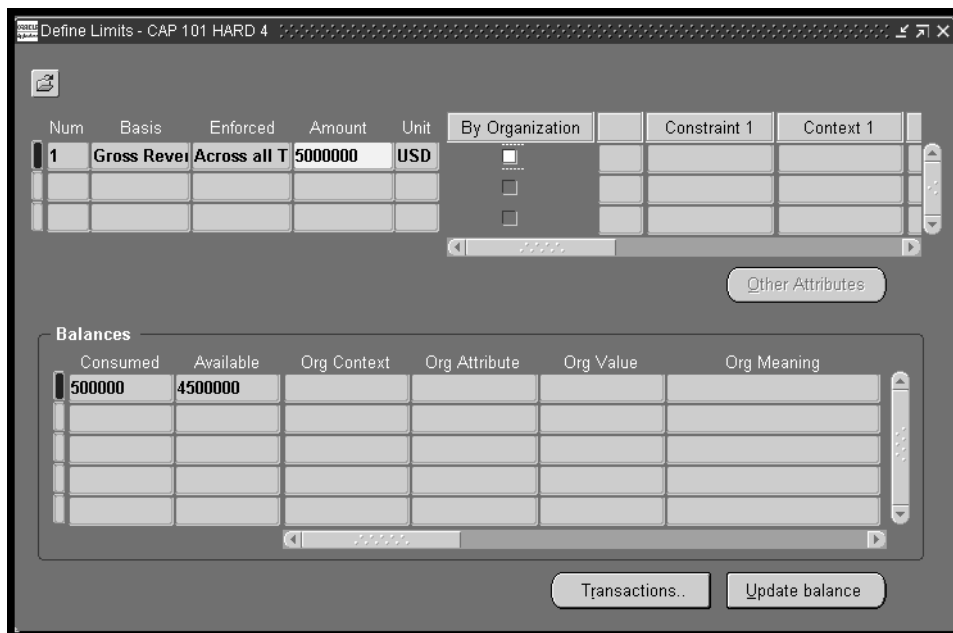 Define Limits - CAP 101 HARD 4
Num Basis Enforced Amount Unit By Organization Constraint 1 Context 1
1 Gross Rever Across all T 5000000 USD
Other Attributes
Balances
Consumed Available Org Context Org Attribute Org Value Org Meaning
500000 4500000
Transactions.. Update balance